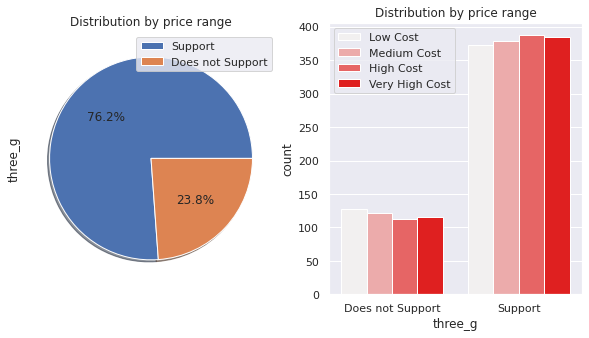 Distribution by price range
Support
Does not Support
76.2%
23.8%
three_g
Distribution by price range
Low Cost
Medium Cost
High Cost
Very High Cost
400
350
300
250
200
150
100
50
0
count
Does not Support
Support
three_g